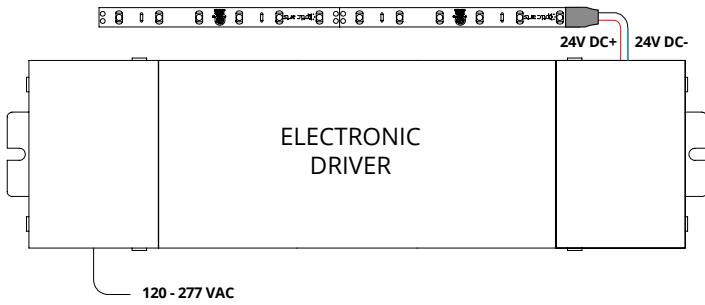 24V DC+ 24V DC-
ELECTRONIC
DRIVER
120 - 277 VAC